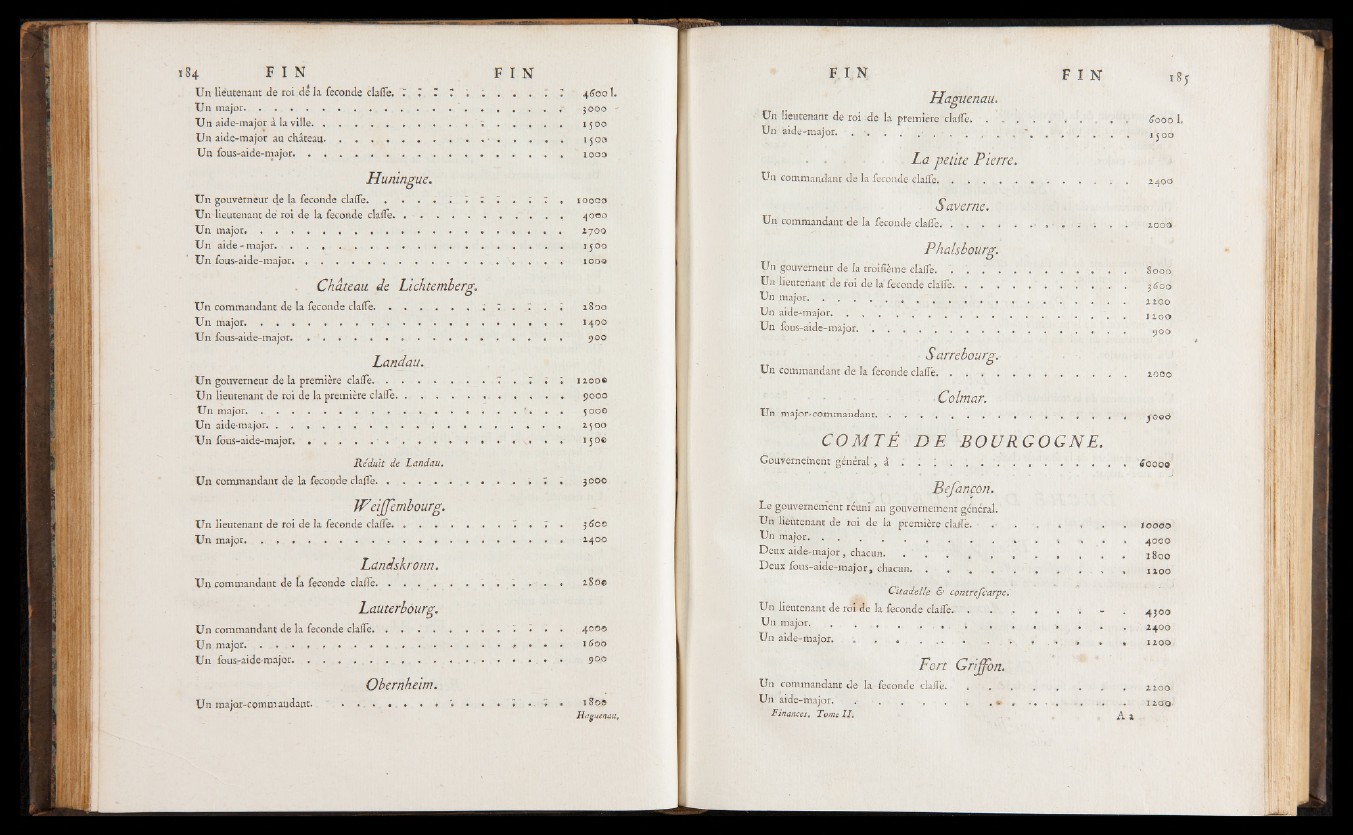 184 FIN FIN
Un lieutenant de roi de la ſeconde claſſe. . . . . . . . . . . . 4600 l.
Un major. . . . . . . . . . . . . . . . . . . . . 3000
Un aide-major à la ville. . . . . . . . . . . . . . . . . 1500
Un aide-major au château. . . . . . . . . . . . . . . . 1500
Un ſous-aide-major. . . . . . . . . . . . . . . . . . 1000
Huningue.
Un gouverneur de la ſeconde claſſe. . . . . . . . . . . . . 10000
Un lieutenant de roi de la ſeconde claſſe. . . . . . . . . . . . 4000
Un major. . . . . . . . . . . . . . . . . . . . . 2700
Un aide-major. . . . . . . . . . . . . . . . . . . . 1500
Un ſous-aide-major. . . . . . . . . . . . . . . . . . 1000
Château de Lichtemberg.
Un commandant de la ſeconde claſſe. . . . . . . . . . . . . 2800
Un major. . . . . . . . . . . . . . . . . . . . . 1400
Un ſous-aide-major. . . . . . . . . . . . . . . . . . 900
Landau.
Un gouverneur de la première claſſe. . . . . . . . . . . . . 12000
Un lieutenant de roi de la première claſſe. . . . . . . . . . . . 9000
Un major. . . . . . . . . . . . . . . . . . . . . 5000
Un aide-major. . . . . . . . . . . . . . . . . . . . 2500
Un ſous-aide-major. . . . . . . . . . . . . . . . . . 1500
Réduit de Landau.
Un commandant de la ſeconde claſſe. . . . . . . . . . . . . 3000
Weiſſembourg.
Un lieutenant de roi de la ſeconde claſſe. . . . . . . . . . . . 3600
Un major. . . . . . . . . . . . . . . . . . . . . 2400
Landskronn.
Un commandant de la ſeconde claſſe. . . . . . . . . . . . . 2800
Lauterbourg.
Un commandant de la ſeconde claſſe. . . . . . . . . . . . . 4000
Un major. . . . . . . . . . . . . . . . . . . . . 1600
Un ſous-aide-major. . . . . . . . . . . . . . . . . . 900
Obernheim.
Un major-commandant. . . . . . . . . . . . . . . . 1800
Haguenau,
FIN FIN 185
Haguenau.
Un lieutenant de roi de la premiere claſſe. . . . . . . . . . . 6000 l.
Un aide-major. . . . . . . . . . . . . . . . . . . 1500
La petite Pierre.
Un commandant de la ſeconde claſſe. . . . . . . . . . . . . 2400
Saverne.
Un commandant de la ſeconde claſſe. . . . . . . . . . . . . 2000
Phalsbourg.
Un gouverneur de la troiſième claſſe. . . . . . . . . . . . . 8000
Un lieutenant de roi de la ſeconde claſſe. . . . . . . . . . . . 3600
Un major. . . . . . . . . . . . . . . . . . . . . 2200
Un aide-major. . . . . . . . . . . . . . . . . . . . 1200
Un ſous-aide-major. . . . . . . . . . . . . . . . . . 900
Sarrebourg.
Un commandant de la ſeconde claſſe. . . . . . . . . . . . . 2000
Colmar.
Un major-commandant. . . . . . . . . . . . . . . . . 5000
COMTÉ DE BOURGOGNE.
Gouvernement général, à . . . . . . . . . . . . . . . 60000
Beſançon.
Le gouvernement réuni au gouvernement général.
Un lieutenant de roi de la première claſſe. . . . . . . . . . . 10000
Un major. . . . . . . . . . . . . . . . . . . . . 4000
Deux aide-major, chacun. . . . . . . . . . . . . . . . 1800
Deux ſous-aide-major, chacun. . . . . . . . . . . . . . . 1200
Citadelle & contreſcarpe.
Un lieutenant de roi de la ſeconde claſſe. . . . . . . . . . . . 4300
Un major. . . . . . . . . . . . . . . . . . . . . 2400
Un aide-major. . . . . . . . . . . . . . . . . . . . 1200
Fort Griffon.
Un commandant de la ſeconde claſſe. . . . . . . . . . . . . 2200
Un aide-major. . . . . . . . . . . . . . . . . . . . 1200
Finances. Tome II. A a